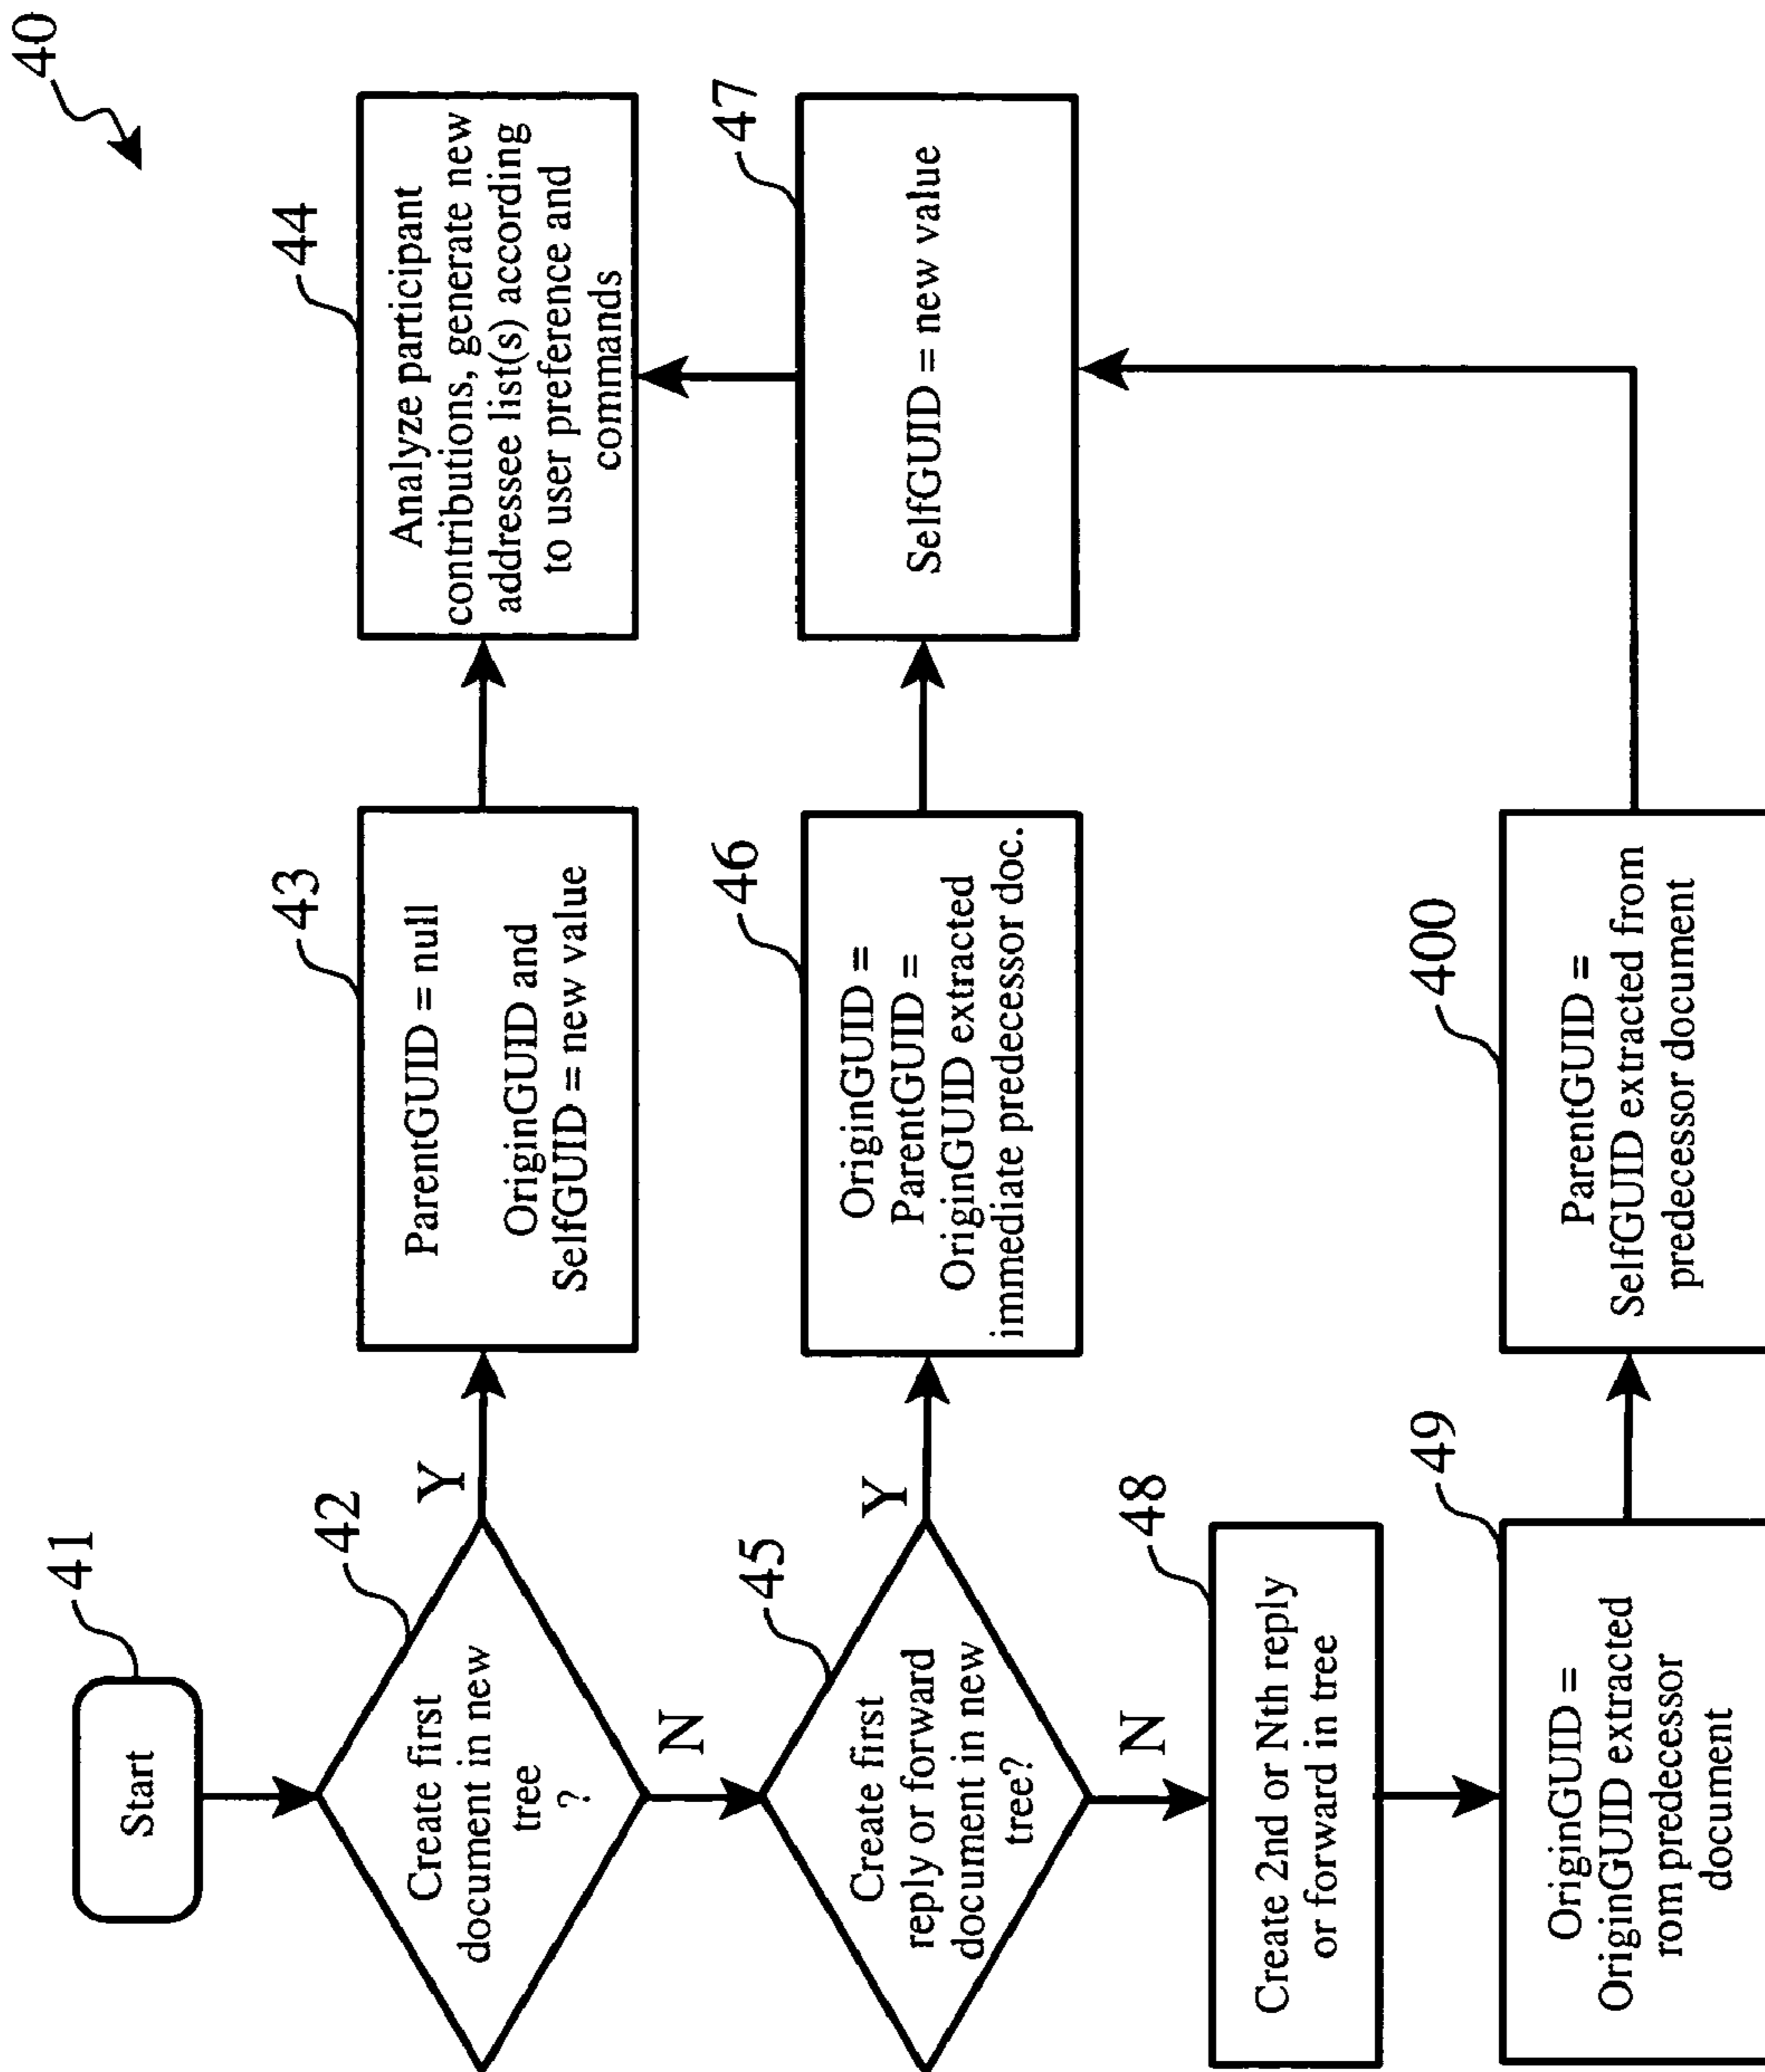 40
41
Start
42
Create first
document in new
tree
?
Y
N
43
ParentGUID = null
OriginGUID and
SelfGUID = new value
44
Analyze participant
contributions, generate new
addressee list(s) according
to user preference and
commands
45
Create first
reply or forward
document in new
tree?
Y
N
46
OriginGUID =
ParentGUID =
OriginGUID extracted
immediate predecessor doc.
47
SelfGUID = new value
48
Create 2nd or Nth reply
or forward in tree
49
OriginGUID =
OriginGUID extracted
rom predecessor
document
400
ParentGUID =
SelfGUID extracted from
predecessor document